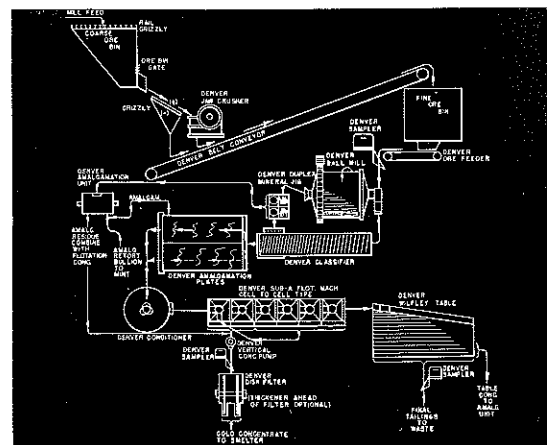 MILL FEED
RAIL
GRIZZLY
COARSE
ORE
BIN
ORE BIN
GATE
GRIZZLY
(+)
(-)
DENVER
JAW CRUSHER
DENVER BELT CONVEYOR
FINE
ORE
BIN
DENVER
SAMPLER
DENVER
ORE FEEDER
DENVER
BALL MILL
DENVER DUPLEX
MINERAL JIG
DENVER
AMALGAMATION
UNIT
AMALGAM
AMALG
RESIDUE
COMBINE
WITH
FLOTATION
CONC.
AMALG
RETORT
BULLION
TO
MINT
DENVER AMALGAMATION
PLATES
DENVER CLASSIFIER
DENVER SUB-A FLOT. MACH
CELL TO CELL TYPE
DENVER
WILFLEY TABLE
DENVER CONDITIONER
DENVER
VERTICAL
CONC PUMP
DENVER
SAMPLER
DENVER
DISK FILTER
(THICKENER AHEAD
OF FILTER OPTIONAL)
GOLD CONCENTRATE
TO SMELTER
DENVER
SAMPLER
FINAL
TAILINGS
TO
WASTE
TABLE
CONC
TO
AMALG
UNIT